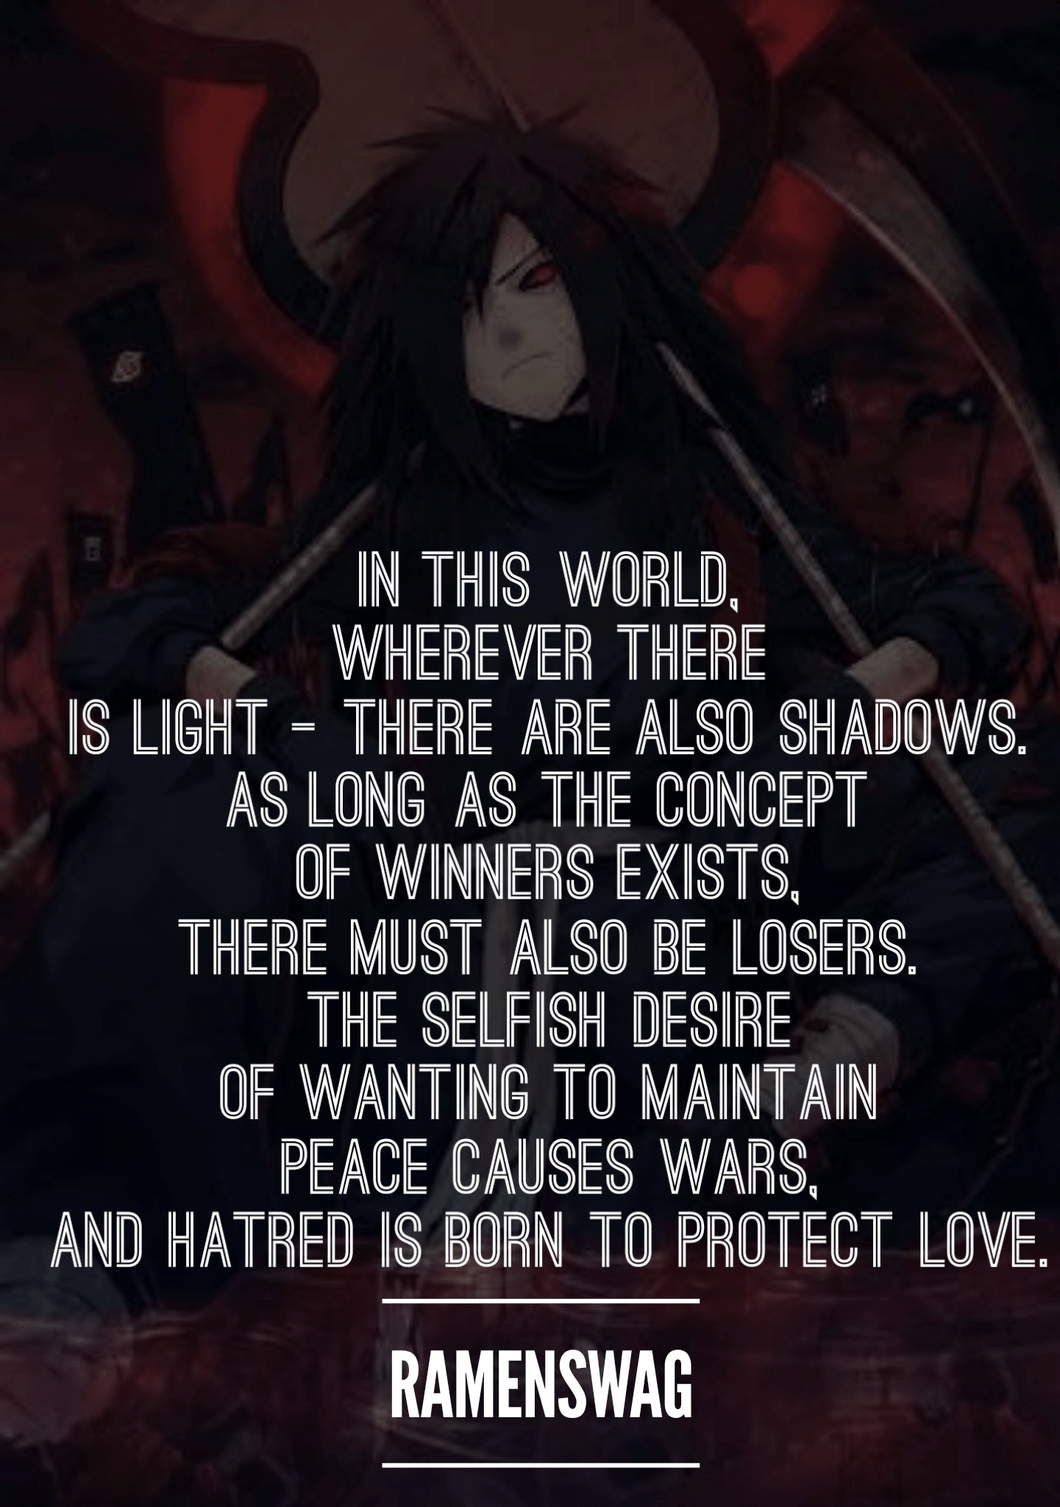 IN THIS WORLD,
WHEREVER THERE
IS LIGHT - THERE ARE ALSO SHADOWS.
AS LONG AS THE CONCEPT
OF WINNERS EXISTS,
THERE MUST ALSO BE LOSERS.
THE SELFISH DESIRE
OF WANTING TO MAINTAIN
PEACE CAUSES WARS,
AND HATRED IS BORN TO PROTECT LOVE.
RAMENSWAG